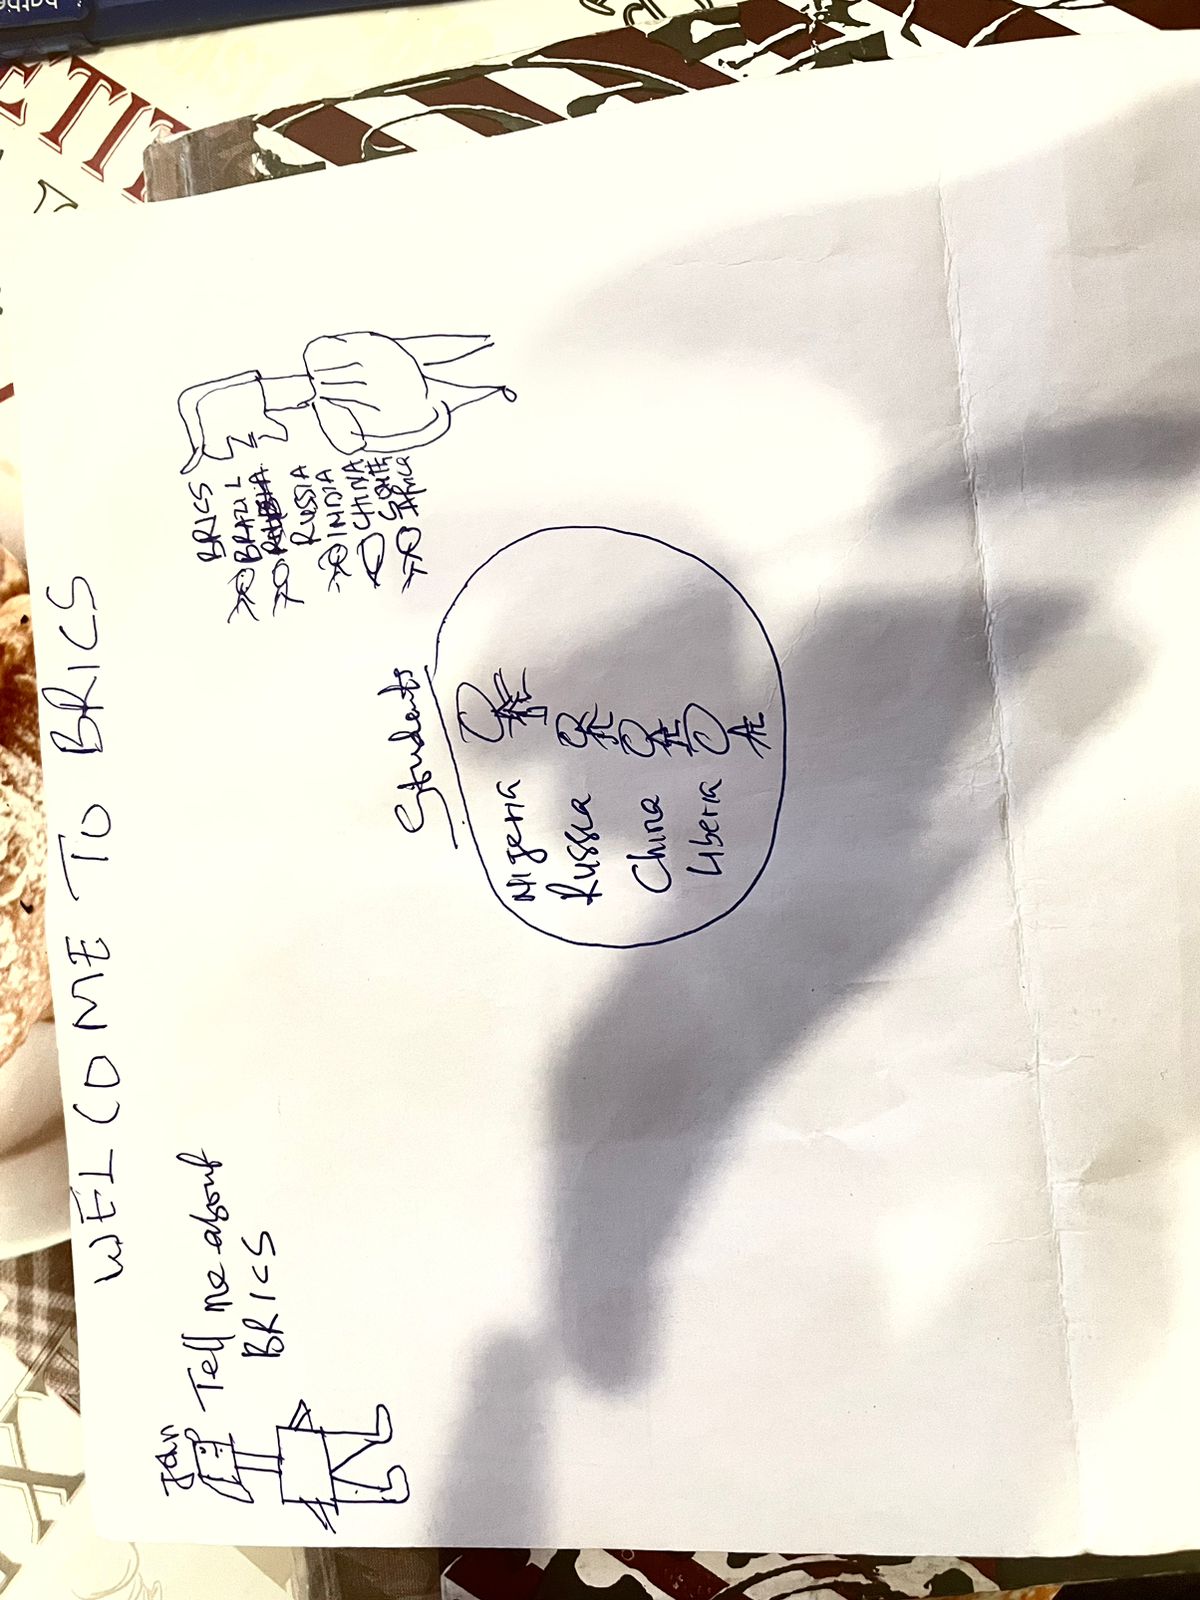 WELCOME TO BRICS
John
Tell me about
BRICS
BRICS
BRAZIL
RUSSIA
INDIA
CHINA
South
Africa
Students
Nigeria
Russia
China
Liberia